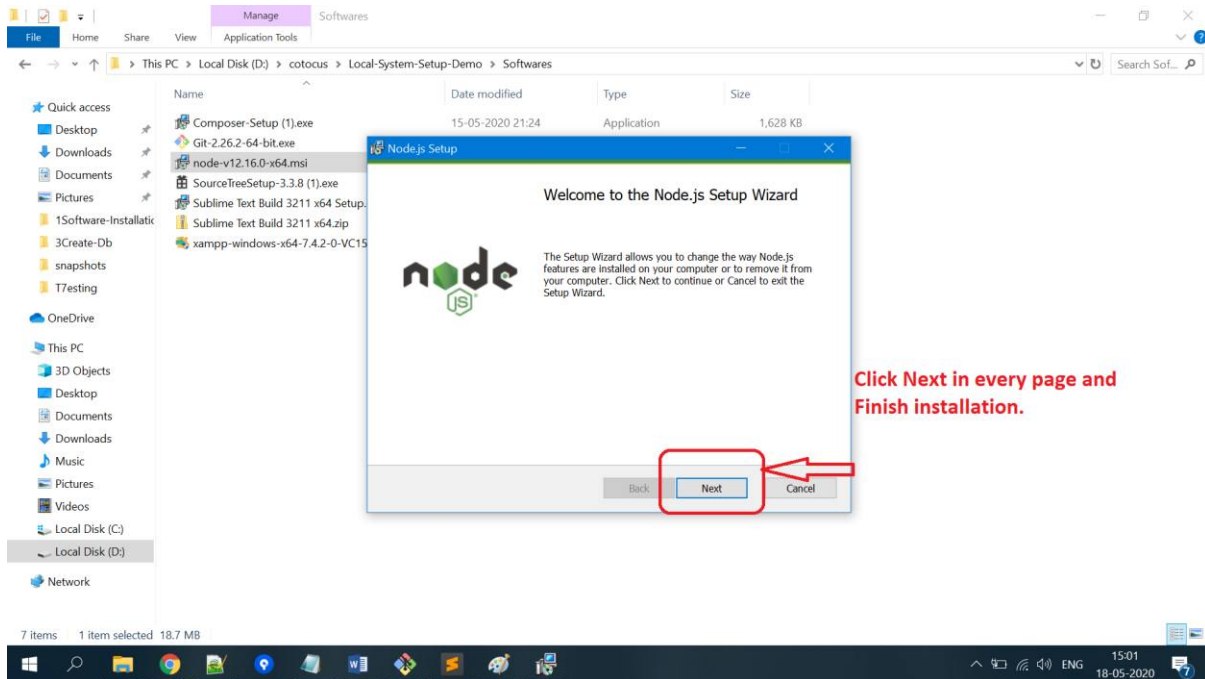 Manage Softwares
File Home Share View Application Tools
This PC > Local Disk (D:) > cotocus > Local-System-Setup-Demo > Softwares
Search Sof...
Name Date modified Type Size
Quick access
Desktop
Downloads
Documents
Pictures
1Software-Installatic
3Create-Db
snapshots
T7esting
OneDrive
This PC
3D Objects
Desktop
Documents
Downloads
Music
Pictures
Videos
Local Disk (C:)
Local Disk (D:)
Network
Composer-Setup (1).exe 15-05-2020 21:24 Application 1,628 KB
Git-2.26.2-64-bit.exe
node-v12.16.0-x64.msi
SourceTreeSetup-3.3.8 (1).exe
Sublime Text Build 3211 x64 Setup.
Sublime Text Build 3211 x64.zip
xampp-windows-x64-7.4.2-0-VC15
Node.js Setup
Welcome to the Node.js Setup Wizard
node
JS
The Setup Wizard allows you to change the way Node.js
features are installed on your computer or to remove it from
your computer. Click Next to continue or Cancel to exit the
Setup Wizard.
Back Next Cancel
Click Next in every page and
Finish installation.
7 items 1 item selected 18.7 MB
ENG
15:01
18-05-2020
7